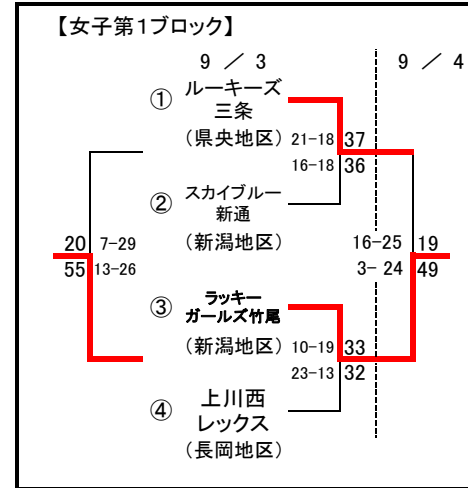 【女子第1ブロック】
9 ／ 3
9 ／ 4
① ルーキーズ
三条
(県央地区) 21-18 37
16-18 36
② スカイブルー
新通
(新潟地区)
20 7-29
55 13-26
16-25 19
3- 24 49
③ ラッキー
ガールズ竹尾
(新潟地区) 10-19 33
23-13 32
④ 上川西
レックス
(長岡地区)